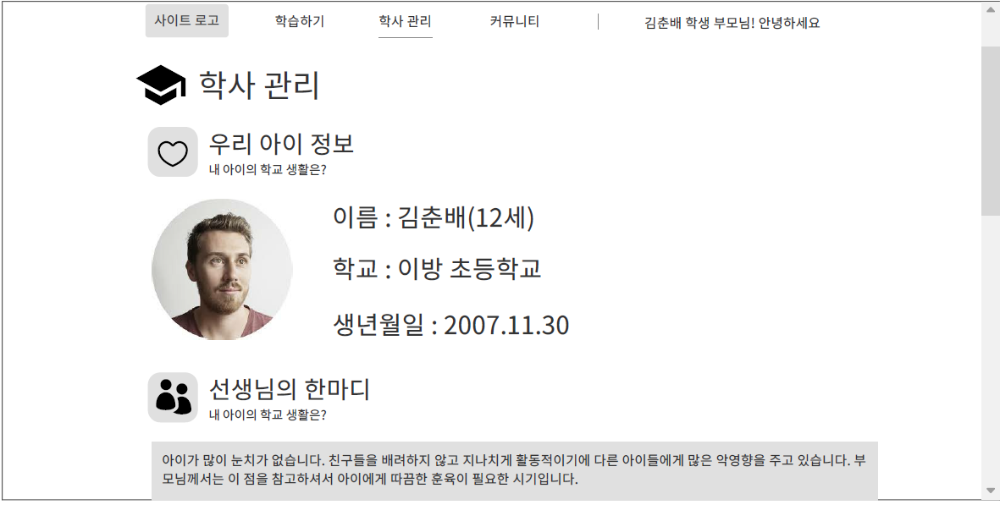 사이트 로고 학습하기 학사 관리 커뮤니티 | 김춘배 학생 부모님! 안녕하세요
학사 관리
우리 아이 정보
내 아이의 학교 생활은?
이름 : 김춘배(12세)
학교 : 이방 초등학교
생년월일 : 2007.11.30
선생님의 한마디
내 아이의 학교 생활은?
아이가 많이 눈치가 없습니다. 친구들을 배려하지 않고 지나치게 활동적이기에 다른 아이들에게 많은 악영향을 주고 있습니다. 부
모님께서는 이 점을 참고하셔서 아이에게 따끔한 훈육이 필요한 시기입니다.